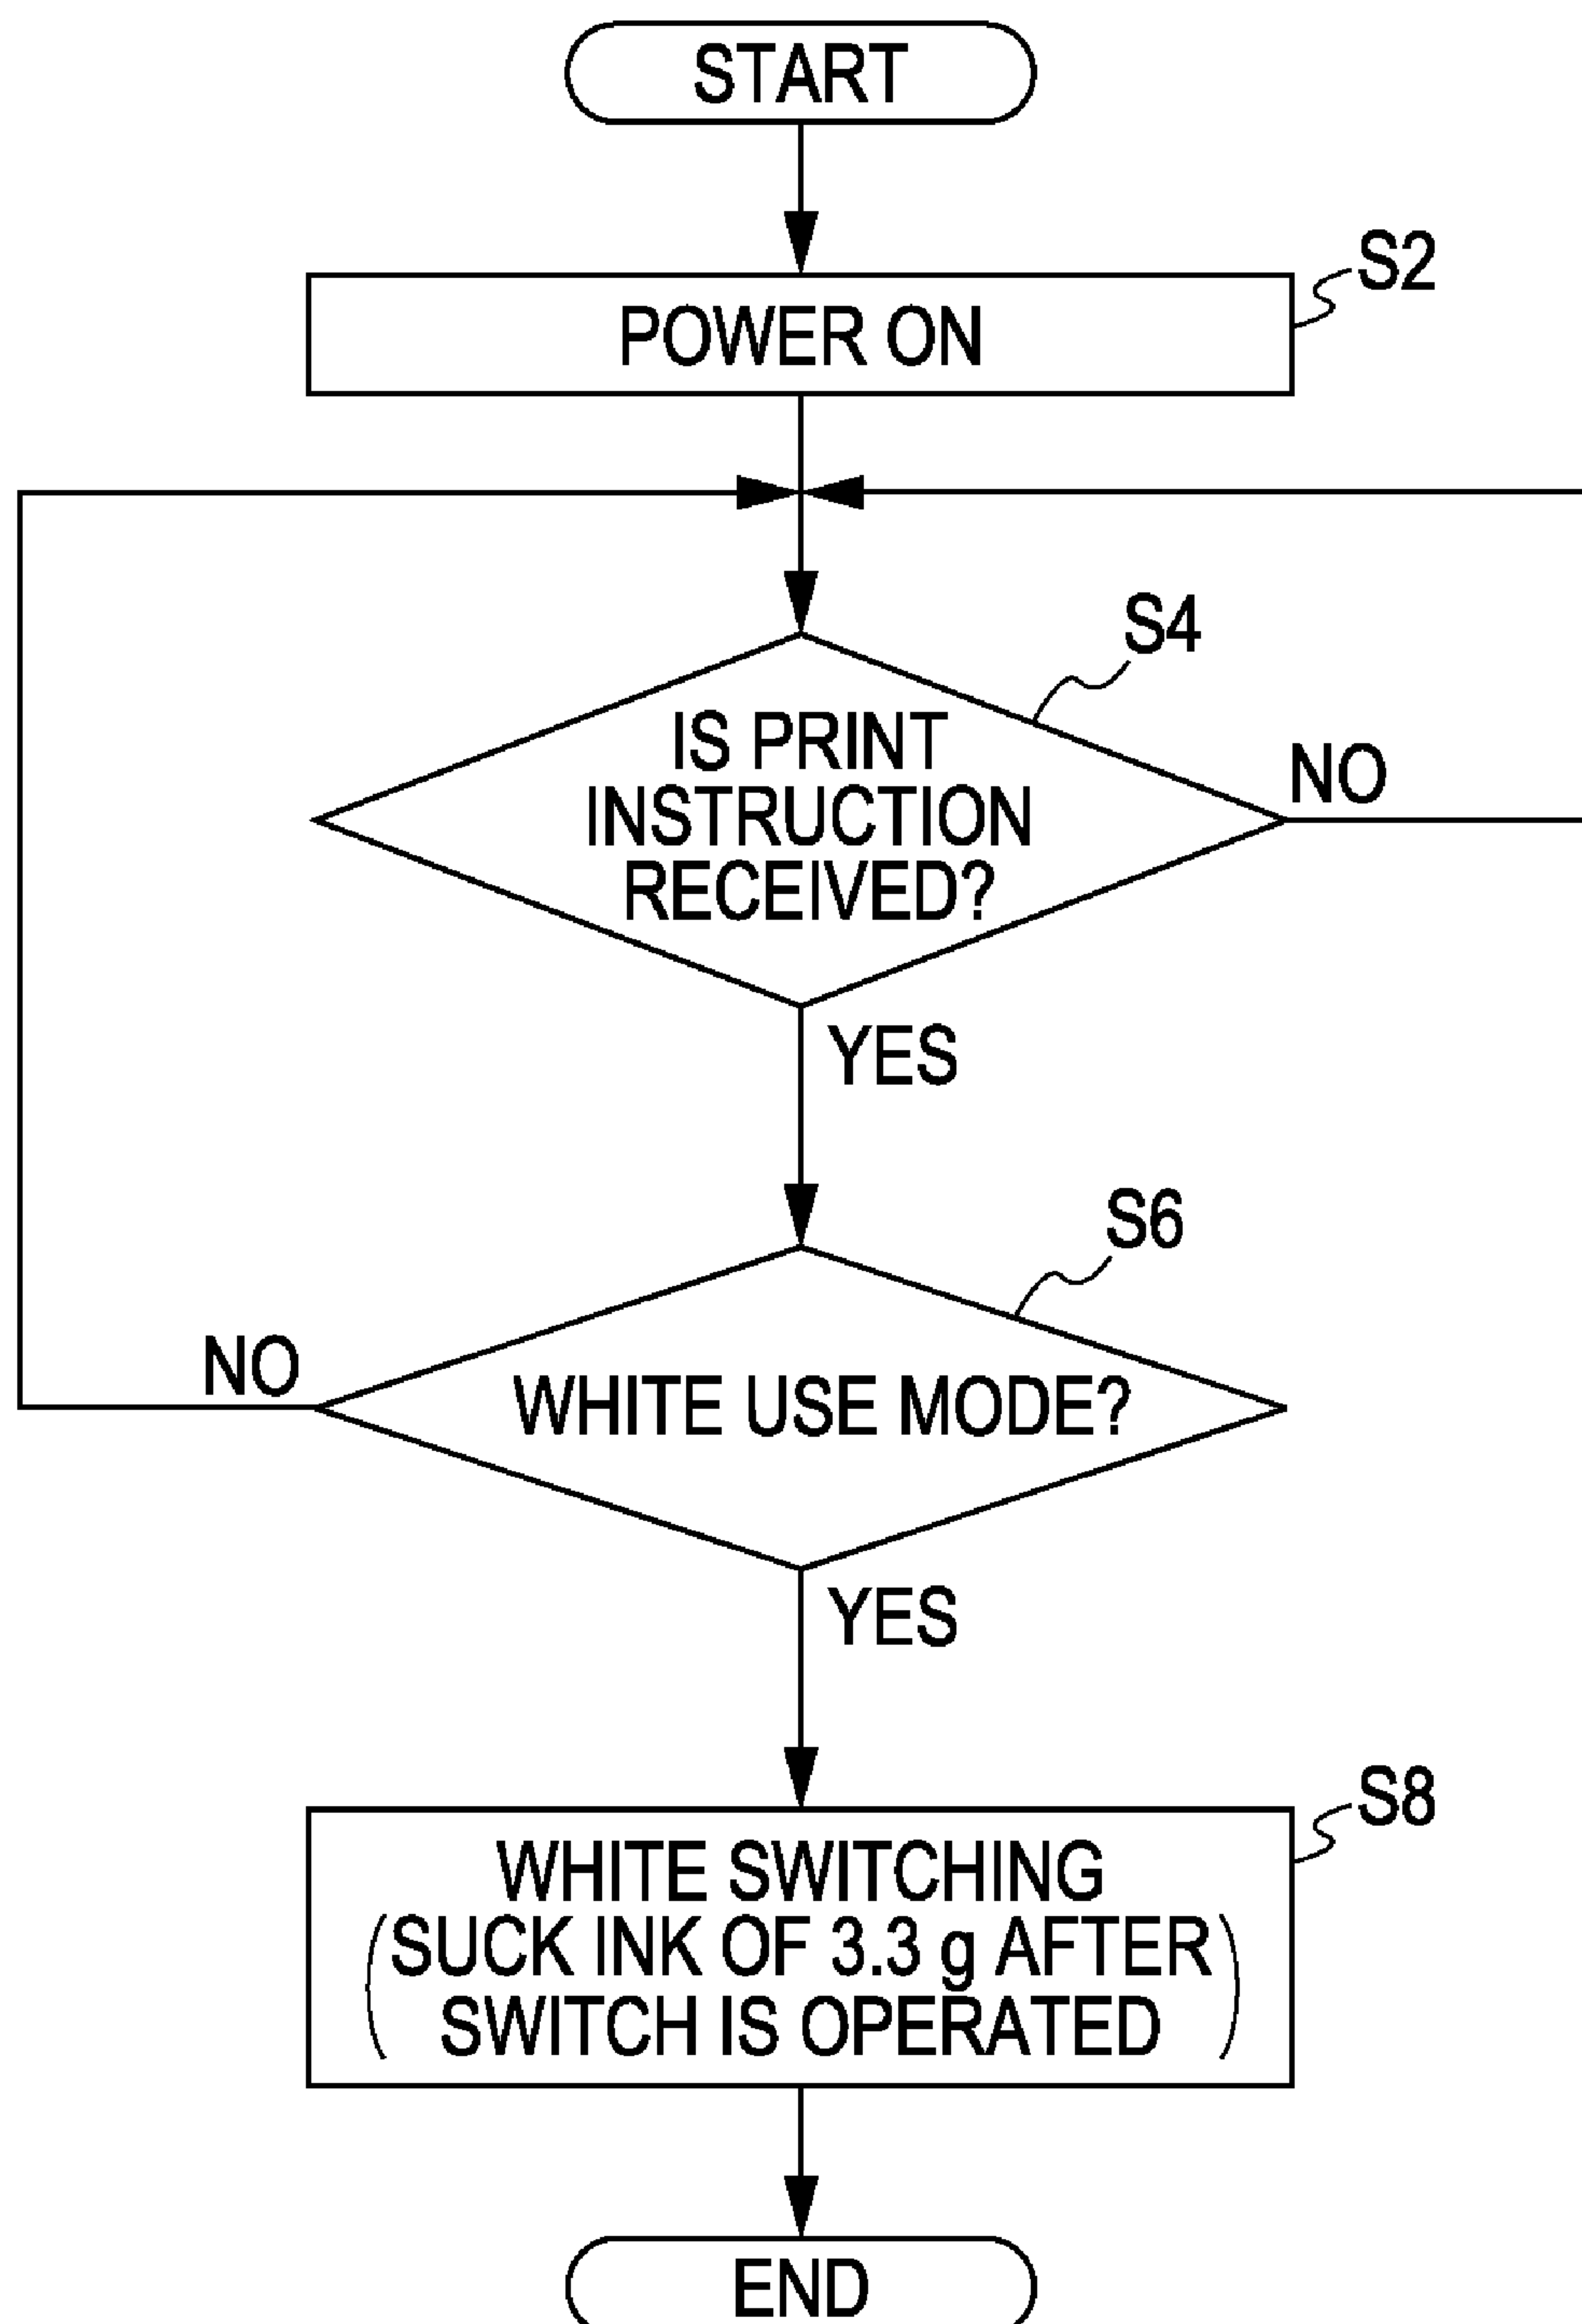 START
POWER ON
S2
S4
IS PRINT
INSTRUCTION
RECEIVED?
NO
YES
S6
NO
WHITE USE MODE?
YES
S8
WHITE SWITCHING
(SUCK INK OF 3.3 g AFTER
SWITCH IS OPERATED)
END